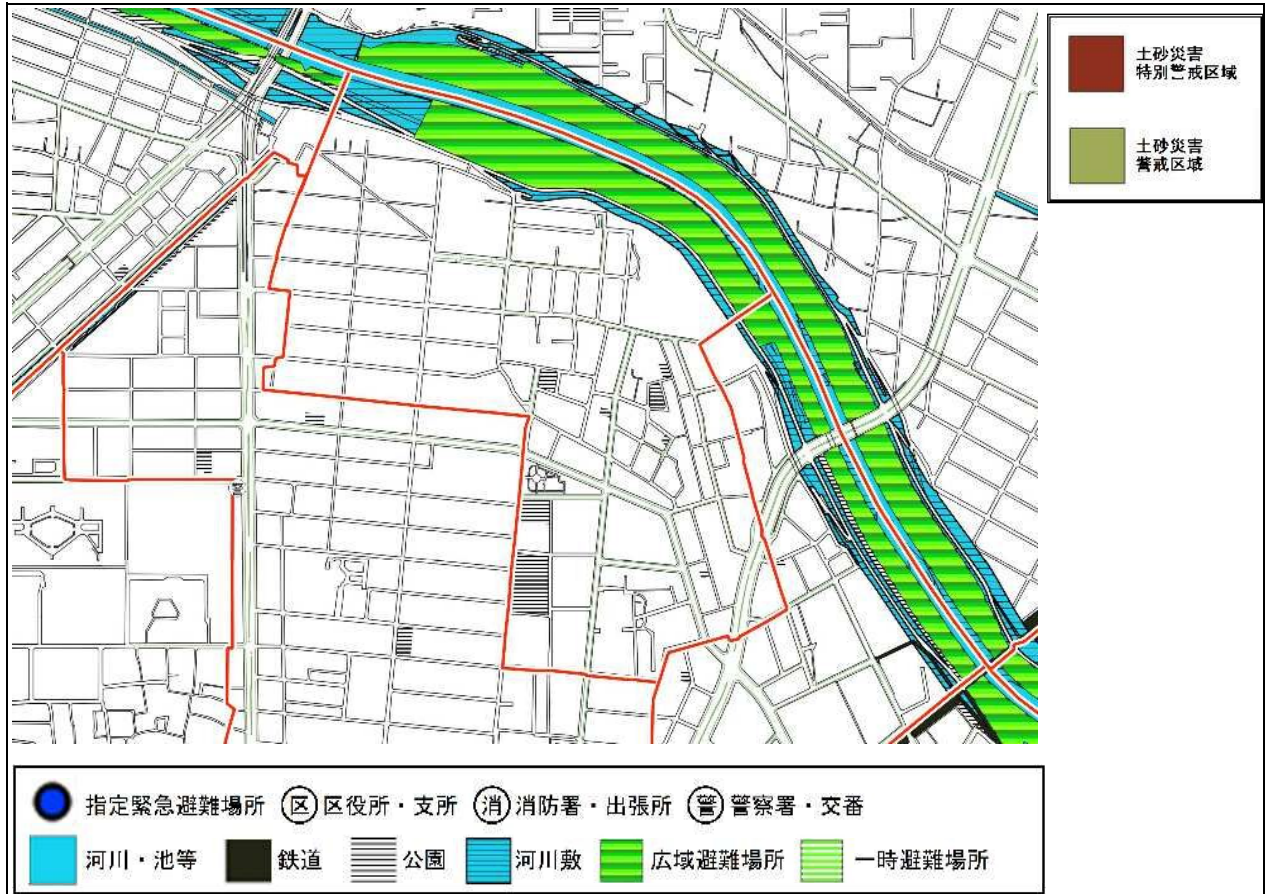 土砂災害
特別警戒区域
土砂災害
警戒区域
指定緊急避難場所 区 区役所・支所 消 消防署・出張所 警 警察署・交番
河川・池等 鉄道 公園 河川敷 広域避難場所 一時避難場所